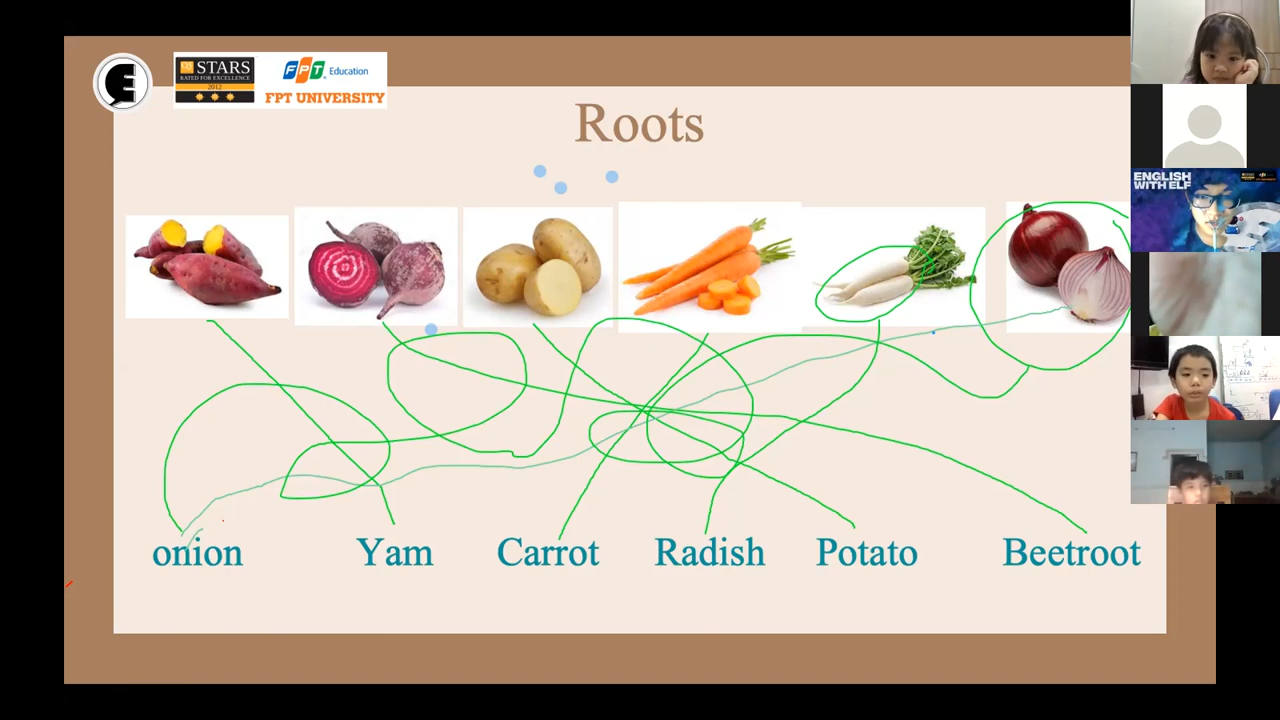 STARS
RATED FOR EXCELLENCE
2012
FPT Education
FPT UNIVERSITY
Roots
ENGLISH
WITH ELF
onion Yam Carrot Radish Potato Beetroot